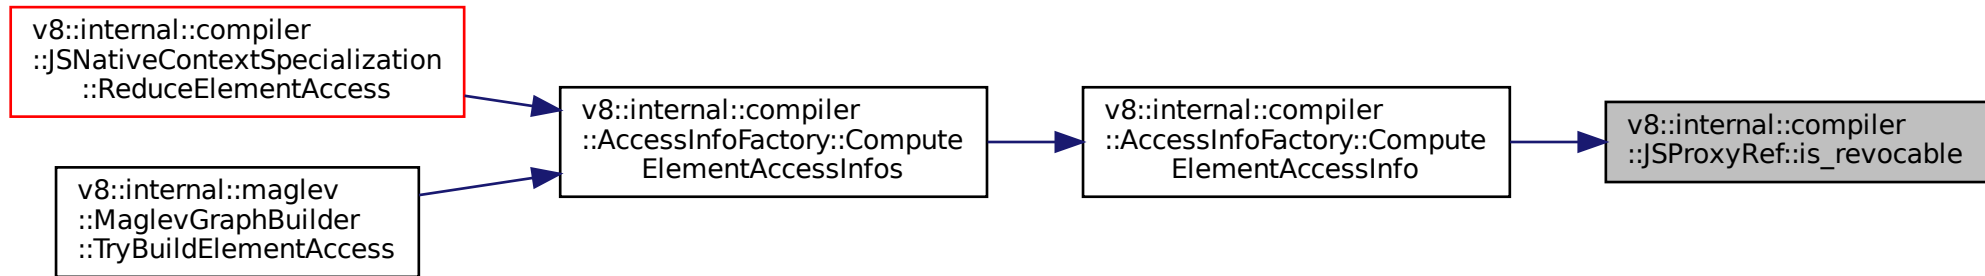 v8::internal::compiler
::JSNativeContextSpecialization
::ReduceElementAccess
v8::internal::maglev
::MaglevGraphBuilder
::TryBuildElementAccess
v8::internal::compiler
::AccessInfoFactory::Compute
ElementAccessInfos
v8::internal::compiler
::AccessInfoFactory::Compute
ElementAccessInfo
v8::internal::compiler
::JSProxyRef::is_revocable